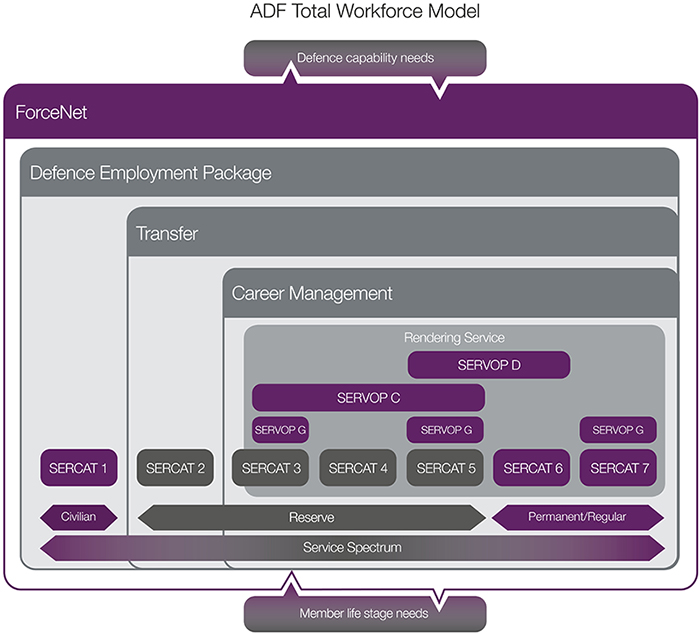 ADF Total Workforce Model
Defence capability needs
ForceNet
Defence Employment Package
Transfer
Career Management
Rendering Service
SERVOP D
SERVOP C
SERVOP G SERVOP G SERVOP G
SERCAT 1 SERCAT 2 SERCAT 3 SERCAT 4 SERCAT 5 SERCAT 6 SERCAT 7
Civilian Reserve Permanent/Regular
Service Spectrum
Member life stage needs